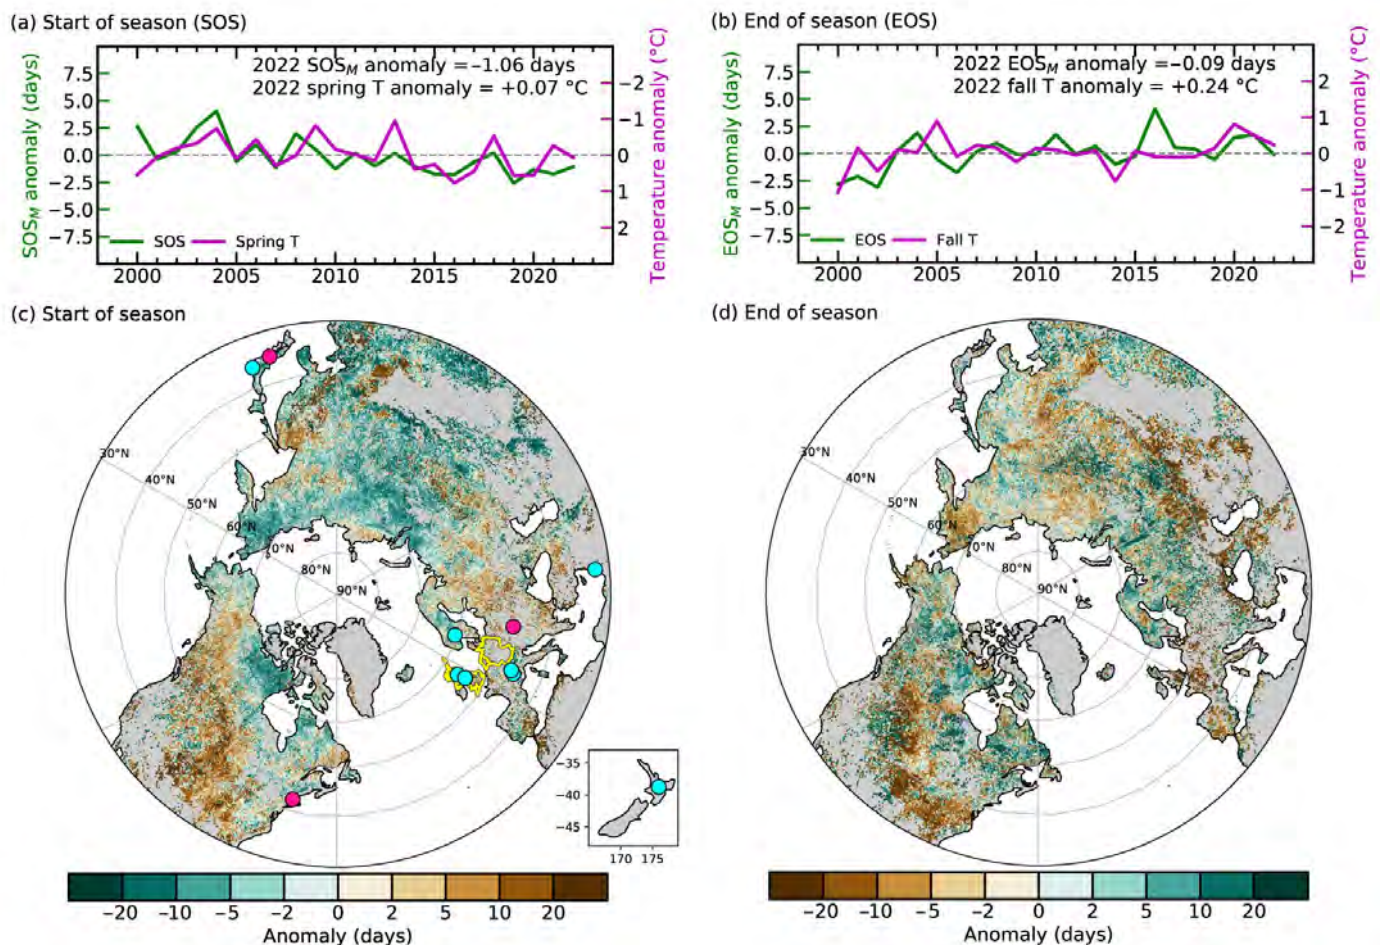 (a) Start of season (SOS)
2022 SOSM anomaly =–1.06 days
2022 spring T anomaly = +0.07 °C
SOSM anomaly (days)
7.5
5.0
2.5
0.0
−2.5
−5.0
−7.5
Temperature anomaly (°C)
−2
−1
0
1
2
SOS
Spring T
2000
2005
2010
2015
2020
(b) End of season (EOS)
2022 EOSM anomaly =–0.09 days
2022 fall T anomaly = +0.24 °C
EOSM anomaly (days)
7.5
5.0
2.5
0.0
−2.5
−5.0
−7.5
Temperature anomaly (°C)
2
1
0
−1
−2
EOS
Fall T
2000
2005
2010
2015
2020
(c) Start of season
30°N
40°N
50°N
60°N
70°N
80°N
90°N
−35
−40
−45
170 175
−20 −10 −5 −2 0 2 5 10 20
Anomaly (days)
(d) End of season
30°N
40°N
50°N
60°N
70°N
80°N
90°N
−20 −10 −5 −2 0 2 5 10 20
Anomaly (days)